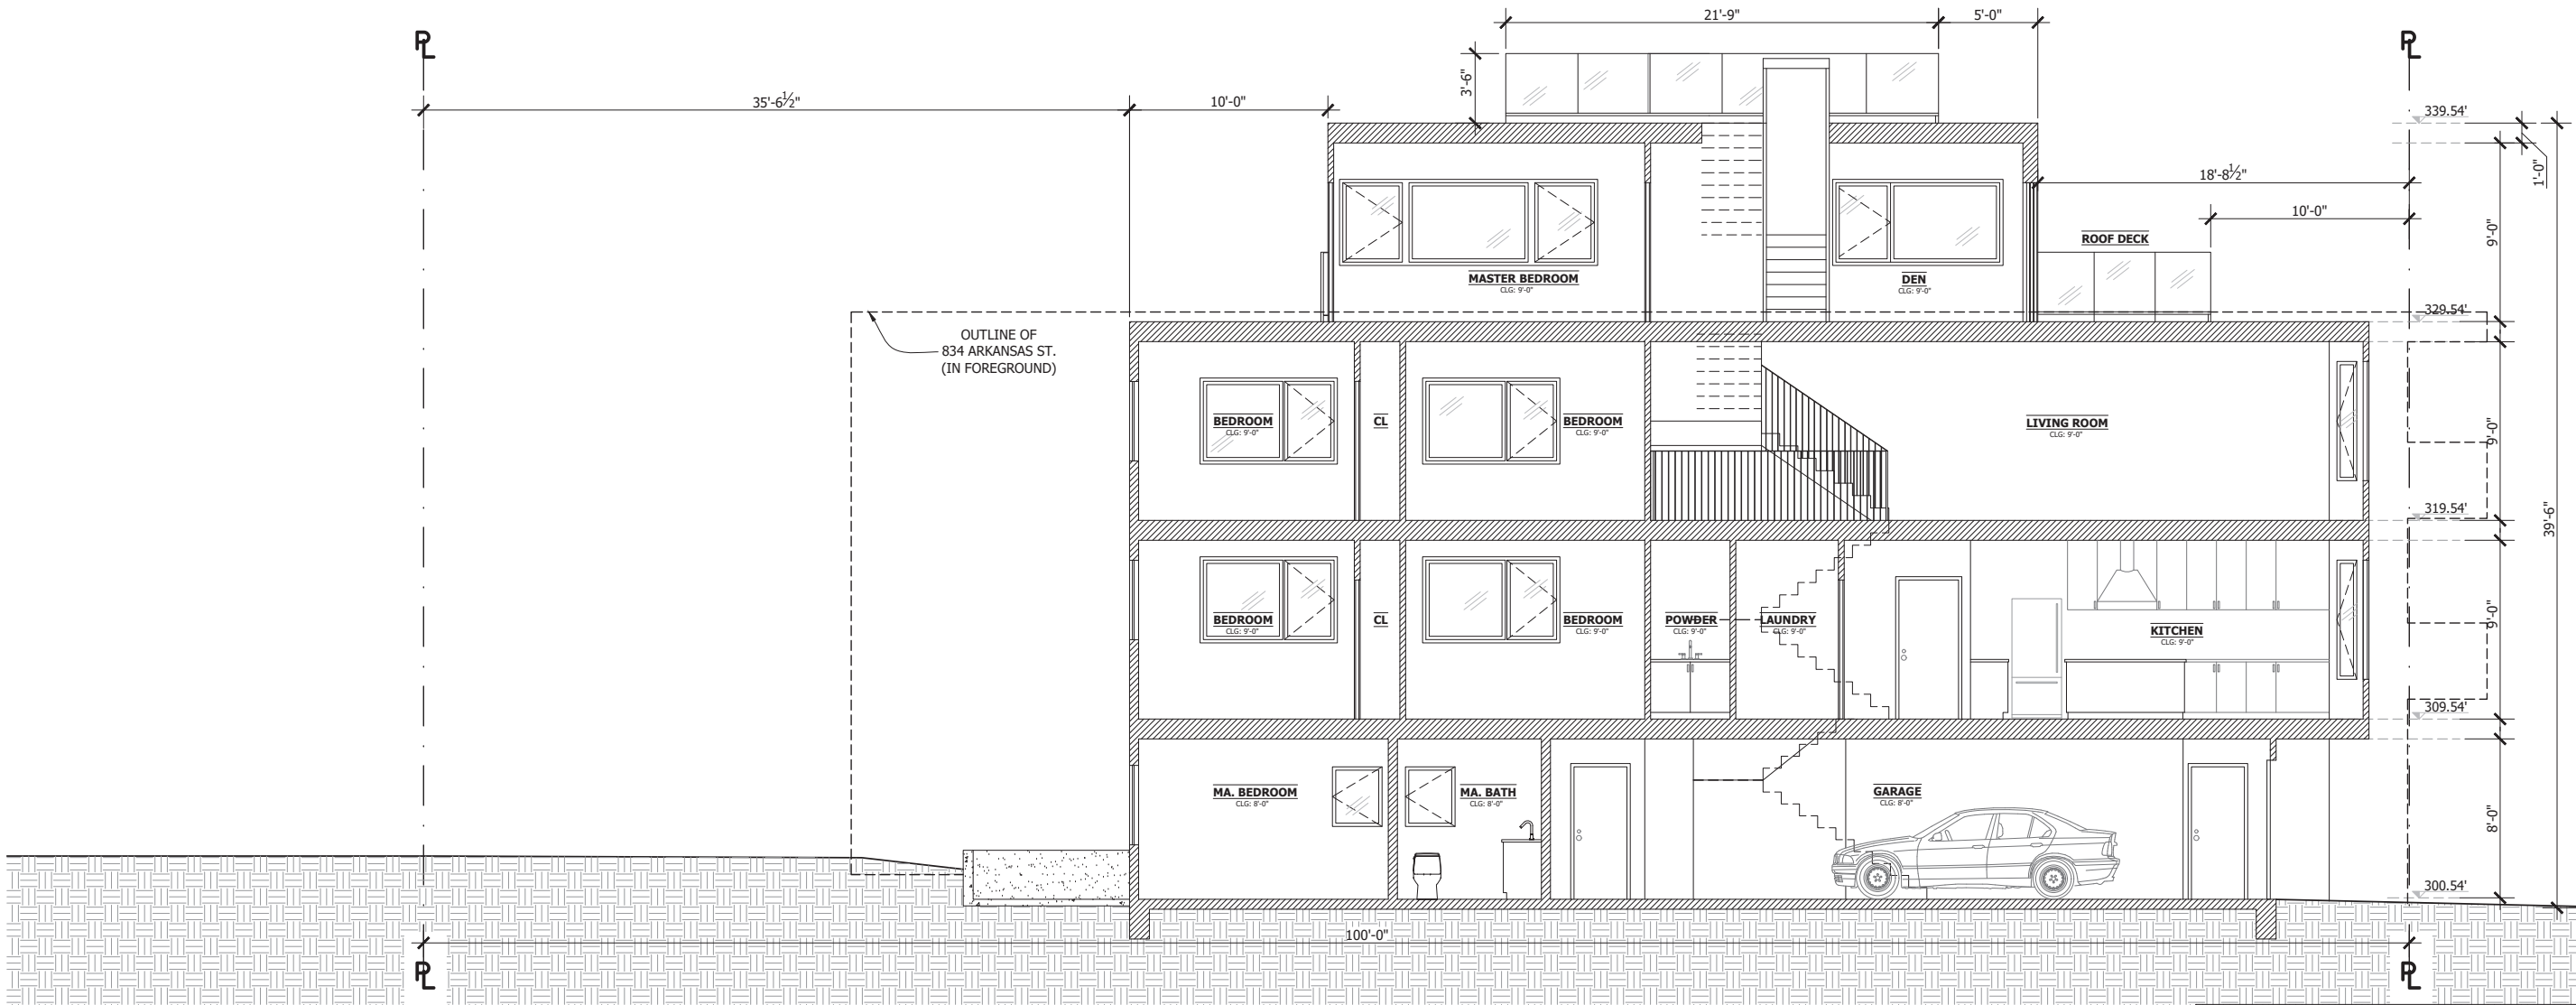 21'-9"
5'-0"
PL
PL
3'-6"
35'-6½"
10'-0"
339.54'
1'-0"
18'-8½"
10'-0"
9'-0"
ROOF DECK
MASTER BEDROOM
CLG: 9'-0"
DEN
CLG: 9'-0"
329.54'
OUTLINE OF
834 ARKANSAS ST.
(IN FOREGROUND)
BEDROOM
CLG: 9'-0"
CL
BEDROOM
CLG: 9'-0"
LIVING ROOM
CLG: 9'-0"
9'-0"
319.54'
39'-6"
BEDROOM
CLG: 9'-0"
CL
BEDROOM
CLG: 9'-0"
POWDER
CLG: 9'-0"
LAUNDRY
CLG: 9'-0"
KITCHEN
CLG: 9'-0"
9'-0"
309.54'
MA. BEDROOM
CLG: 8'-0"
MA. BATH
CLG: 8'-0"
GARAGE
CLG: 8'-0"
8'-0"
300.54'
100'-0"
PL
PL